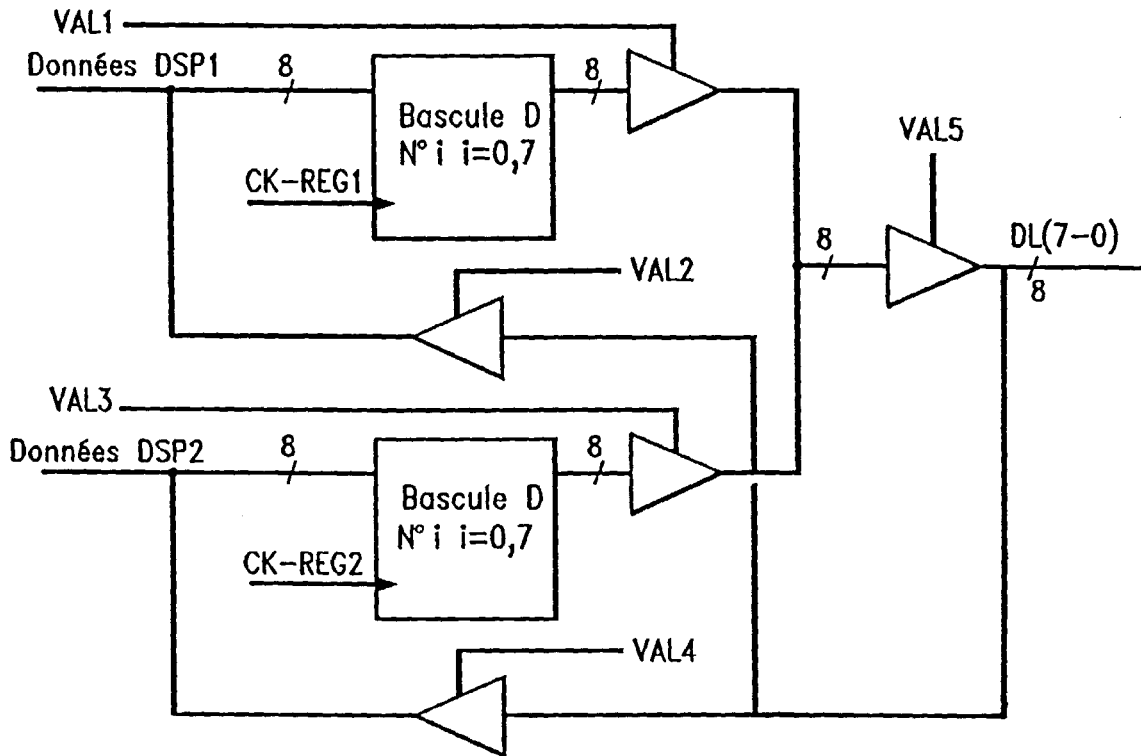 VAL1
Données DSP1
8
8
Bascule D
N° i i=0,7
CK-REG1
VAL5
8
DL(7-0)
8
VAL2
VAL3
Données DSP2
8
8
Bascule D
N° i i=0,7
CK-REG2
VAL4